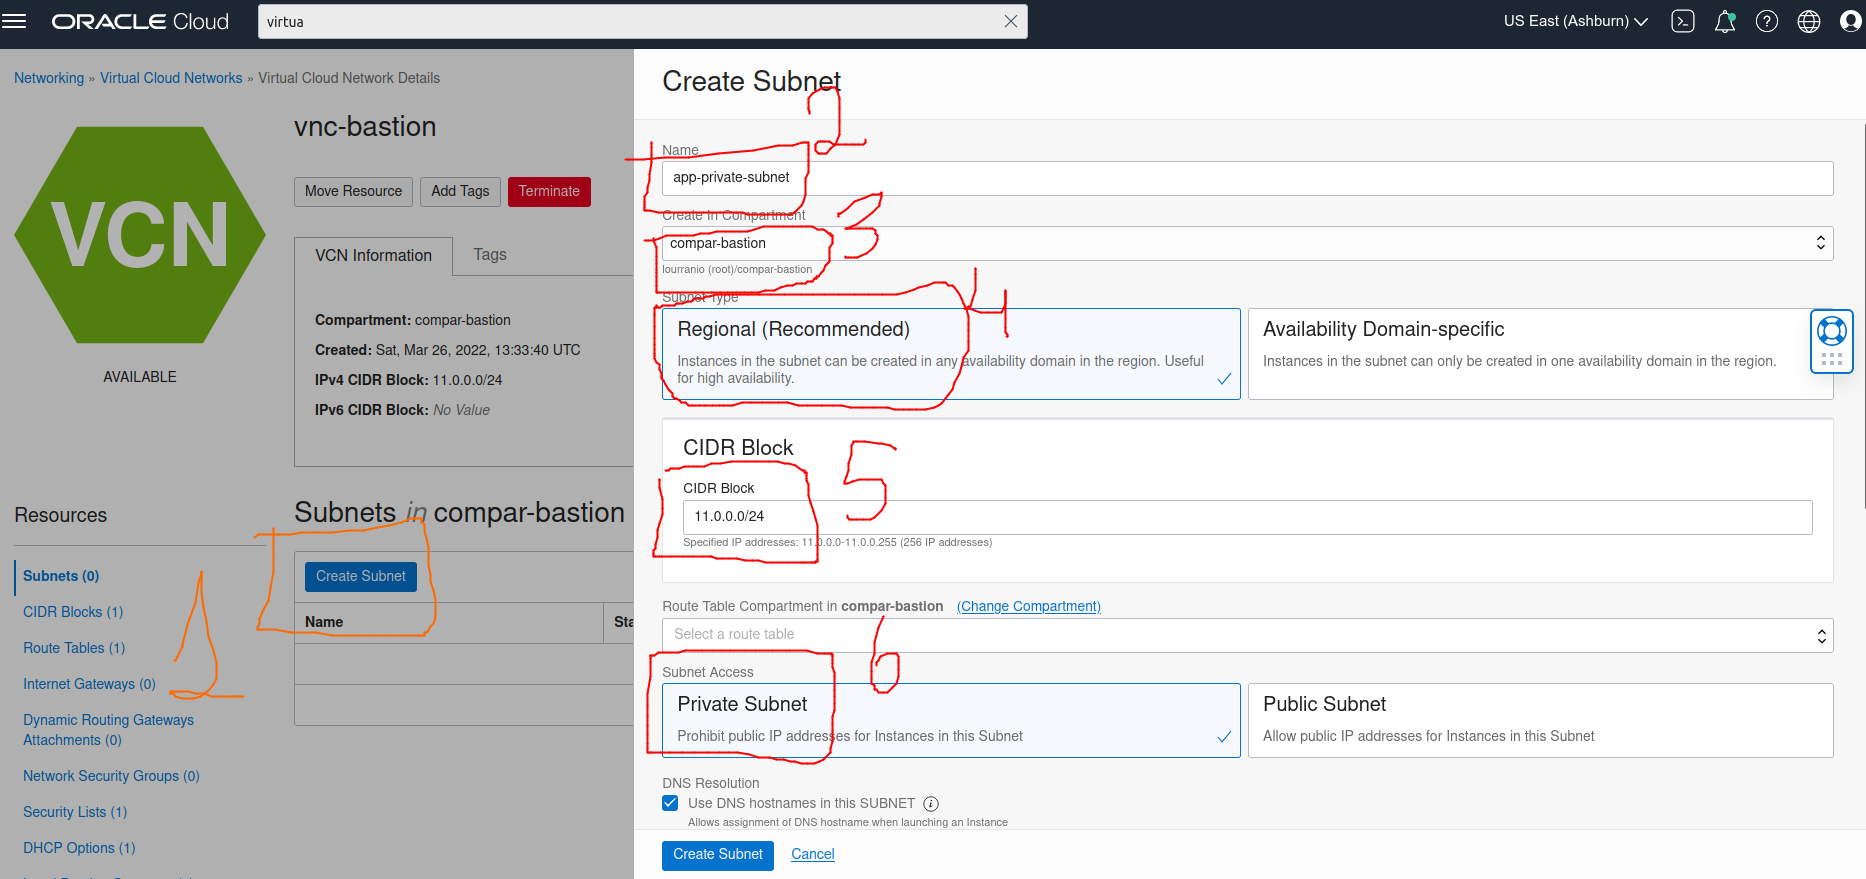 ORACLE Cloud
virtua
US East (Ashburn)
Networking » Virtual Cloud Networks » Virtual Cloud Network Details
VCN
AVAILABLE
vnc-bastion
Move Resource Add Tags Terminate
VCN Information Tags
Compartment: compar-bastion
Created: Sat, Mar 26, 2022, 13:33:40 UTC
IPv4 CIDR Block: 11.0.0.0/24
IPv6 CIDR Block: No Value
Resources
Subnets (0)
CIDR Blocks (1)
Route Tables (1)
Internet Gateways (0)
Dynamic Routing Gateways
Attachments (0)
Network Security Groups (0)
Security Lists (1)
DHCP Options (1)
1
Subnets in compar-bastion
Create Subnet
Name Sta
Create Subnet
2
Name
app-private-subnet
3
Create In Compartment
compar-bastion
lourranio (root)/compar-bastion
4
Subnet Type
Regional (Recommended)
Instances in the subnet can be created in any availability domain in the region. Useful
for high availability.
Availability Domain-specific
Instances in the subnet can only be created in one availability domain in the region.
CIDR Block
5
CIDR Block
11.0.0.0/24
Specified IP addresses: 11.0.0.0-11.0.0.255 (256 IP addresses)
Route Table Compartment in compar-bastion (Change Compartment)
Select a route table
6
Subnet Access
Private Subnet
Prohibit public IP addresses for Instances in this Subnet
Public Subnet
Allow public IP addresses for Instances in this Subnet
DNS Resolution
Use DNS hostnames in this SUBNET
Allows assignment of DNS hostname when launching an Instance
Create Subnet Cancel